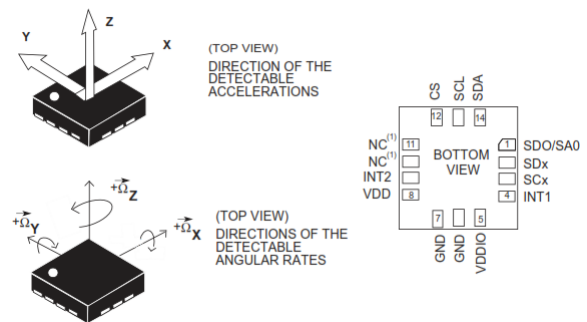 Z
Y
X
(TOP VIEW)
DIRECTION OF THE
DETECTABLE
ACCELERATIONS
+Ω Z
+Ω Y
+Ω X
(TOP VIEW)
DIRECTIONS OF THE
DETECTABLE
ANGULAR RATES
CS
SCL
SDA
12
14
NC(1)
11
1
SDO/SA0
NC(1)
BOTTOM
VIEW
SDx
INT2
SCx
VDD
8
4
INT1
7
5
GND
GND
VDDIO